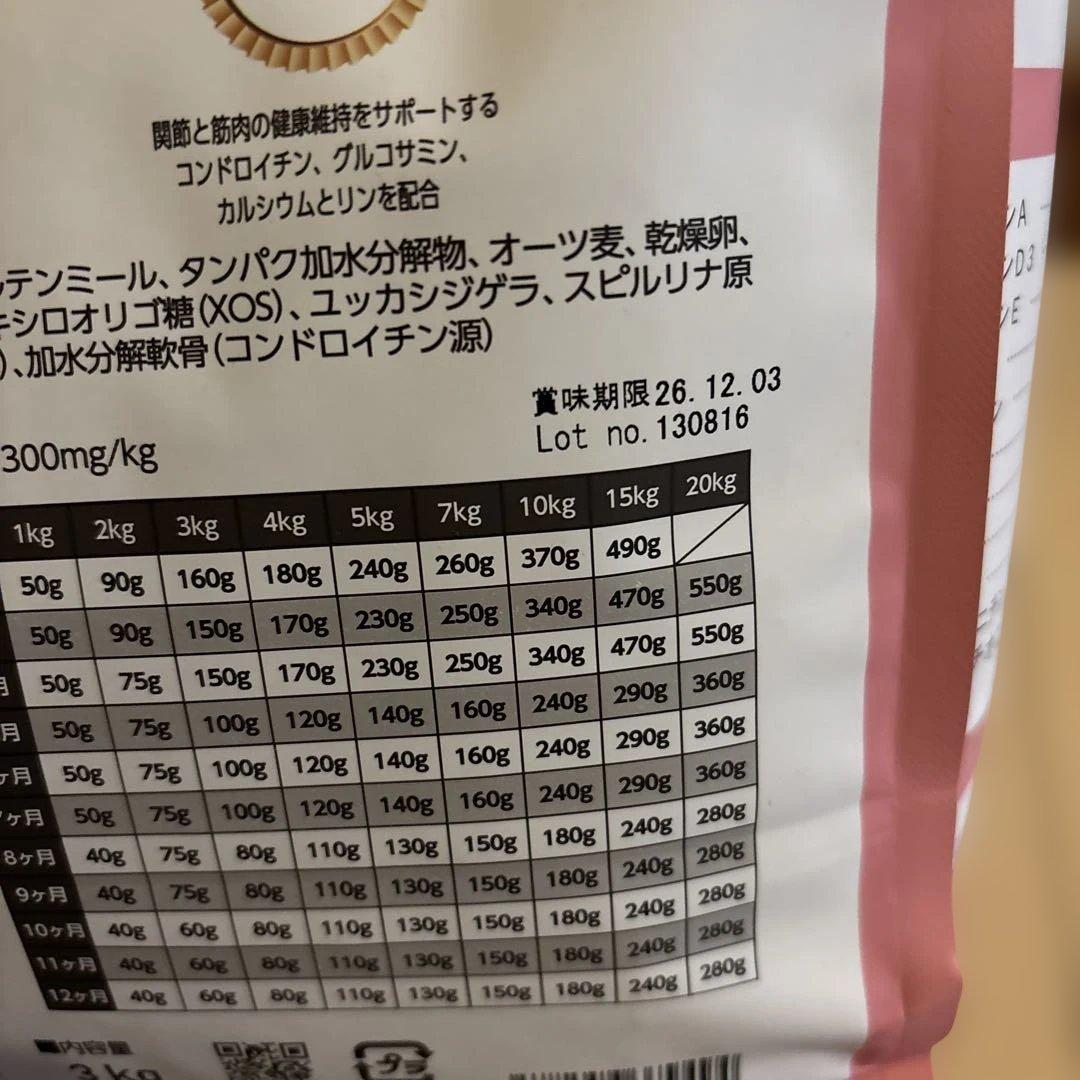 関節と筋肉の健康維持をサポートする
コンドロイチン、グルコサミン、
カルシウムとリンを配合
テンミール、タンパク加水分解物、オーツ麦、乾燥卵、
キシロオリゴ糖(XOS)、ユッカシジゲラ、スピルリナ原
)、加水分解軟骨(コンドロイチン源)
賞味期限 26. 12. 03
Lot no. 130816
300mg/kg
1kg 2kg 3kg 4kg 5kg 7kg 10kg 15kg 20kg
50g 90g 160g 180g 240g 260g 370g 490g
50g 90g 150g 170g 230g 250g 340g 470g 550g
月 50g 75g 150g 170g 230g 250g 340g 470g 550g
月 50g 75g 100g 120g 140g 160g 240g 290g 360g
ヶ月 50g 75g 100g 120g 140g 160g 240g 290g 360g
7ヶ月 50g 75g 100g 120g 140g 160g 240g 290g 360g
8ヶ月 40g 75g 80g 110g 130g 150g 180g 240g 280g
9ヶ月 40g 75g 80g 110g 130g 150g 180g 240g 280g
10ヶ月 40g 60g 80g 110g 130g 150g 180g 240g 280g
11ヶ月 40g 60g 80g 110g 130g 150g 180g 240g 280g
12ヶ月 40g 60g 80g 110g 130g 150g 180g 240g 280g
■内容量
3kg
プラ
ンA
ンD3
ンE